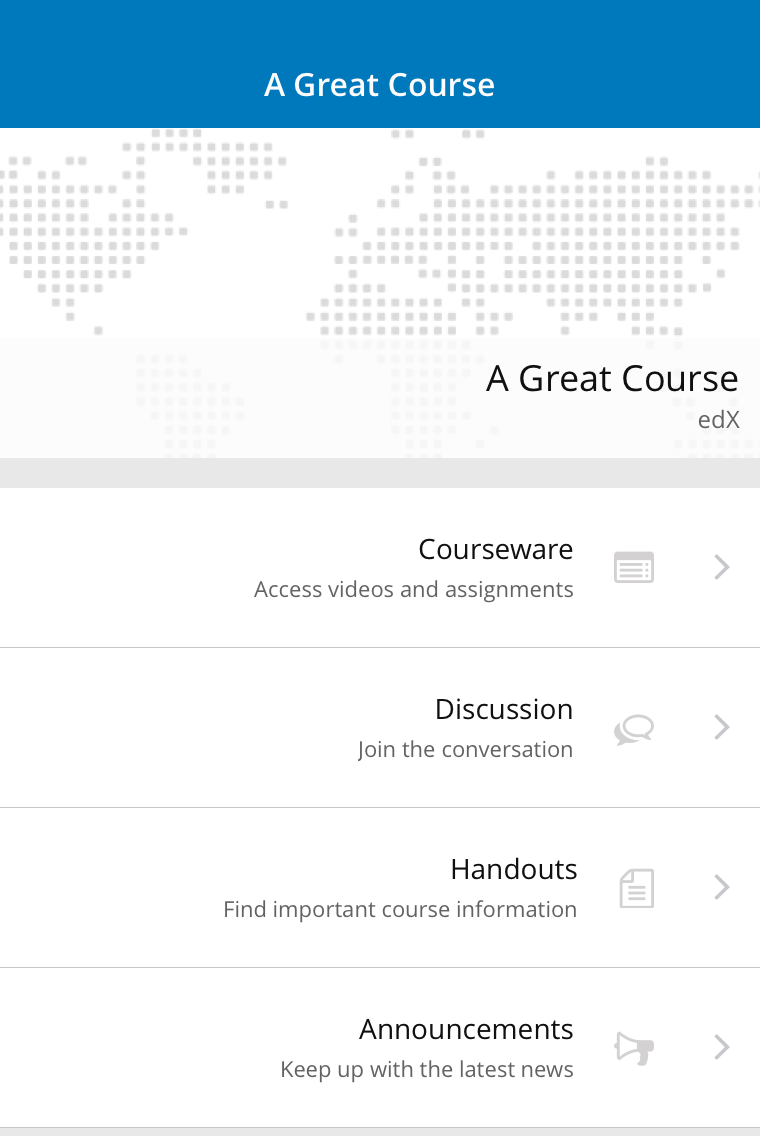 A Great Course
A Great Course
edX
Courseware
Access videos and assignments
Discussion
Join the conversation
Handouts
Find important course information
Announcements
Keep up with the latest news